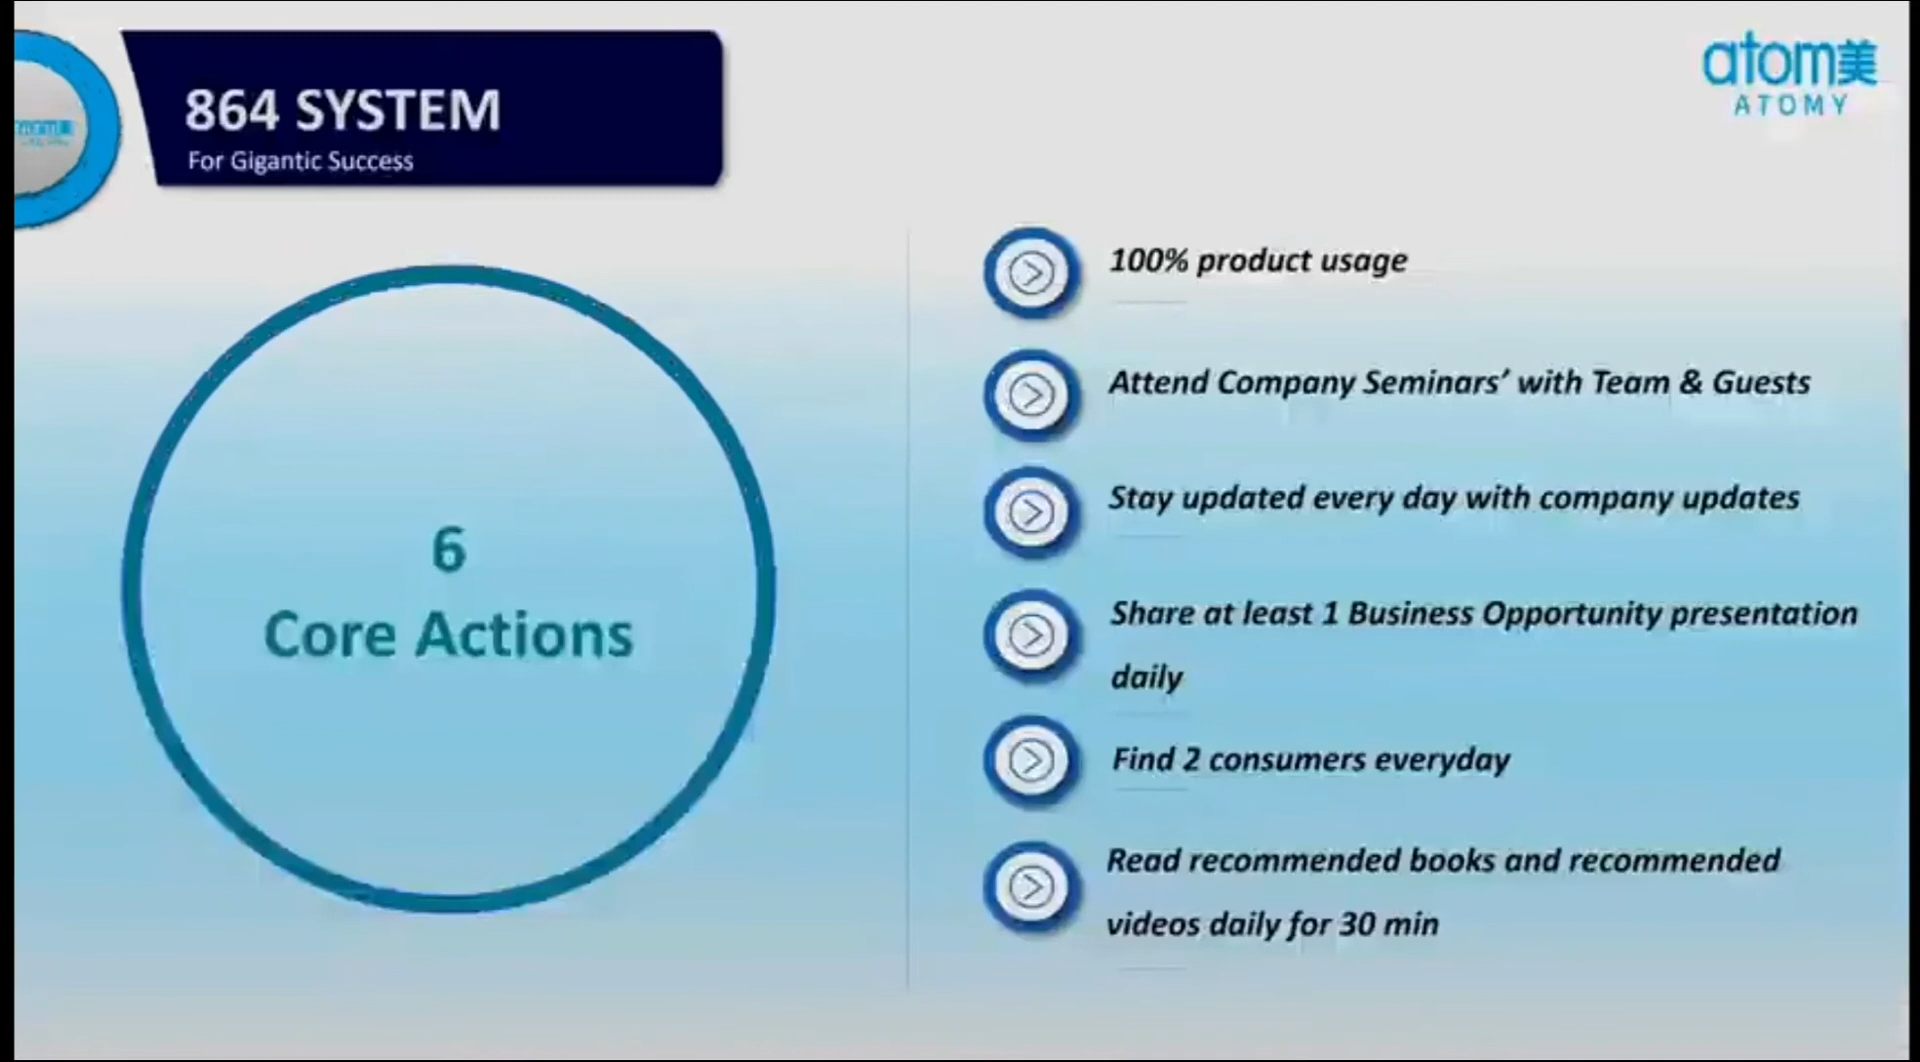 864 SYSTEM
For Gigantic Success
atom美
ATOMY
6
Core Actions
100% product usage
Attend Company Seminars’ with Team & Guests
Stay updated every day with company updates
Share at least 1 Business Opportunity presentation
daily
Find 2 consumers everyday
Read recommended books and recommended
videos daily for 30 min